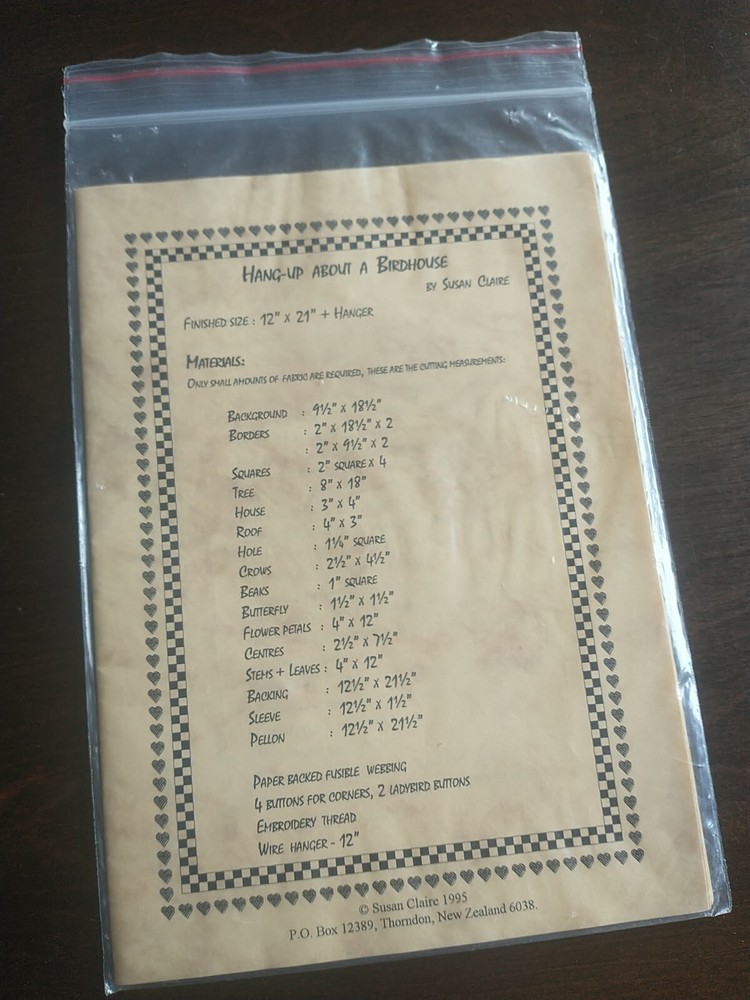 HANG-UP ABOUT A BIRDHOUSE
BY SUSAN CLAIRE
FINISHED SIZE : 12" X 21" + HANGER
MATERIALS:
ONLY SMALL AMOUNTS OF FABRIC ARE REQUIRED, THESE ARE THE CUTTING MEASUREMENTS:
BACKGROUND : 9½" X 18½"
BORDERS : 2" X 18½" X 2
: 2" X 9½" X 2
SQUARES : 2" SQUARE X 4
TREE : 8" X 18"
HOUSE : 3" X 4"
ROOF : 4" X 3"
HOLE : 1¼" SQUARE
CROWS : 2½" X 4½"
BEAKS : 1" SQUARE
BUTTERFLY : 1½" X 1½"
FLOWER PETALS : 4" X 12"
CENTRES : 2½" X 7½"
STEMS + LEAVES : 4" X 12"
BACKING : 12½" X 21½"
SLEEVE : 12½" X 1½"
PELLON : 12½" X 21½"
PAPER BACKED FUSIBLE WEBBING
4 BUTTONS FOR CORNERS, 2 LADYBIRD BUTTONS
EMBROIDERY THREAD
WIRE HANGER - 12"
© Susan Claire 1995
P.O. Box 12389, Thorndon, New Zealand 6038.